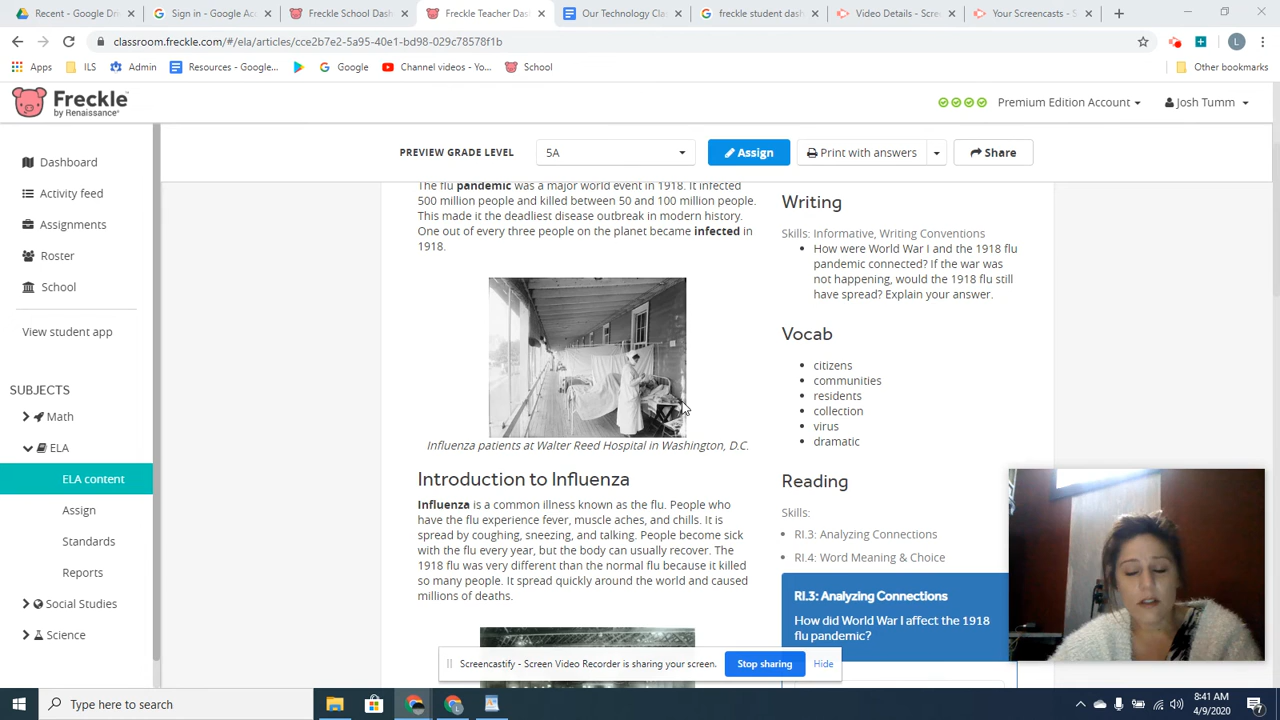 Recent - Google Dri
Sign in - Google Acc
Freckle School Dash
Freckle Teacher Das
Our Technology Cla
freckle student dash
Video Details - Scre
Your Screencasts - S
classroom.freckle.com/#/ela/articles/cce2b7e2-5a95-40e1-bd98-029c78578f1b
L
Apps
ILS
Admin
Resources - Google...
Google
Channel videos - Yo...
School
Other bookmarks
Freckle
by Renaissance®
Premium Edition Account
Josh Tumm
Dashboard
Activity feed
Assignments
Roster
School
View student app
SUBJECTS
Math
ELA
ELA content
Assign
Standards
Reports
Social Studies
Science
PREVIEW GRADE LEVEL
5A
Assign
Print with answers
Share
The flu pandemic was a major world event in 1918. It infected
500 million people and killed between 50 and 100 million people.
This made it the deadliest disease outbreak in modern history.
One out of every three people on the planet became infected in
1918.
Influenza patients at Walter Reed Hospital in Washington, D.C.
Introduction to Influenza
Influenza is a common illness known as the flu. People who
have the flu experience fever, muscle aches, and chills. It is
spread by coughing, sneezing, and talking. People become sick
with the flu every year, but the body can usually recover. The
1918 flu was very different than the normal flu because it killed
so many people. It spread quickly around the world and caused
millions of deaths.
Writing
Skills: Informative, Writing Conventions
How were World War I and the 1918 flu
pandemic connected? If the war was
not happening, would the 1918 flu still
have spread? Explain your answer.
Vocab
citizens
communities
residents
collection
virus
dramatic
Reading
Skills:
RI.3: Analyzing Connections
RI.4: Word Meaning & Choice
RI.3: Analyzing Connections
How did World War I affect the 1918
flu pandemic?
Screencastify - Screen Video Recorder is sharing your screen.
Stop sharing
Hide
Type here to search
8:41 AM
4/9/2020